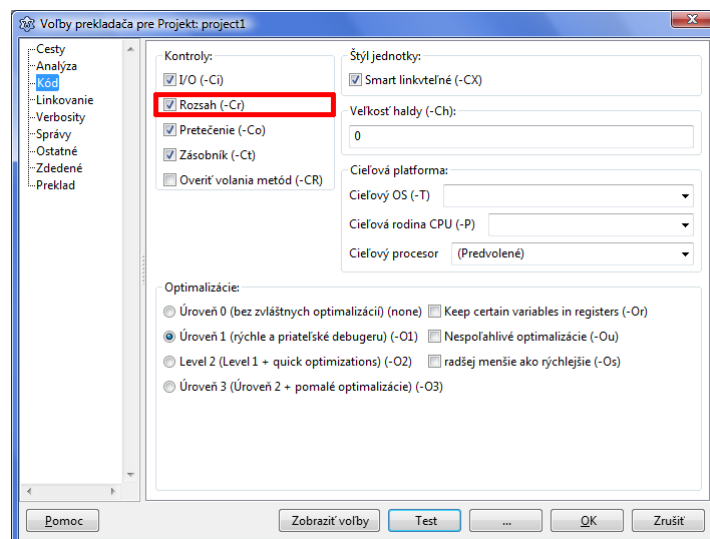 Voľby prekladača pre Projekt: project1
Cesty
Analýza
Kód
Linkovanie
Verbosity
Správy
Ostatné
Zdedené
Preklad
Kontroly:
I/O (-Ci)
Rozsah (-Cr)
Pretečenie (-Co)
Zásobník (-Ct)
Overiť volania metód (-CR)
Štýl jednotky:
Smart linkvteľné (-CX)
Veľkosť haldy (-Ch):
0
Cieľová platforma:
Cieľový OS (-T)
Cieľová rodina CPU (-P)
Cieľový procesor (Predvolené)
Optimalizácie:
Úroveň 0 (bez zvláštnych optimalizácií) (none) Keep certain variables in registers (-Or)
Úroveň 1 (rýchle a priateľské debugeru) (-O1) Nespoľahlivé optimalizácie (-Ou)
Level 2 (Level 1 + quick optimizations) (-O2) radšej menšie ako rýchlejšie (-Os)
Úroveň 3 (Úroveň 2 + pomalé optimalizácie) (-O3)
Pomoc Zobraziť voľby Test ... OK Zrušiť